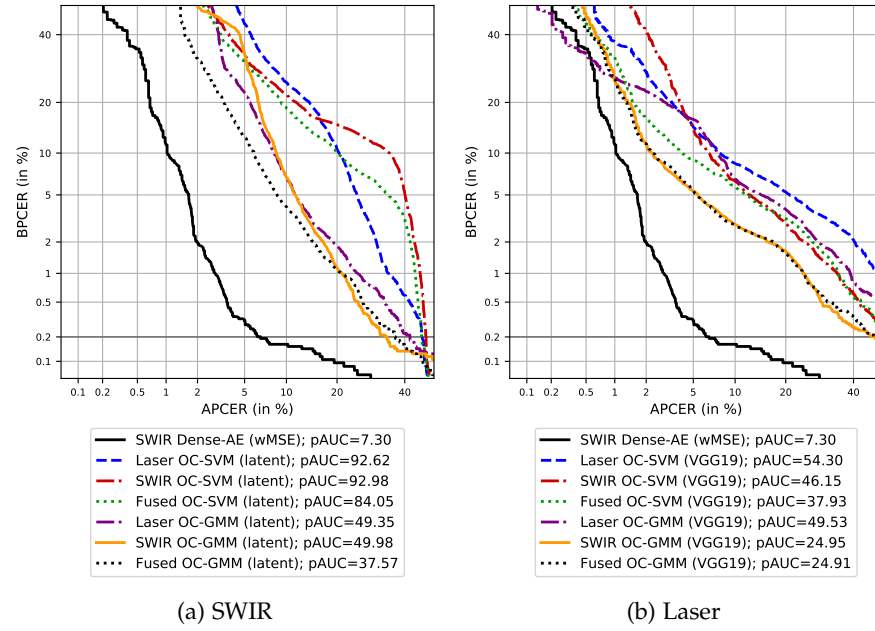 BPCER (in %)
40
20
10
5
2
1
0.5
0.2
0.1
0.1 0.2 0.5 1 2 5 10 20 40
APCER (in %)
SWIR Dense-AE (wMSE); pAUC=7.30
Laser OC-SVM (latent); pAUC=92.62
SWIR OC-SVM (latent); pAUC=92.98
Fused OC-SVM (latent); pAUC=84.05
Laser OC-GMM (latent); pAUC=49.35
SWIR OC-GMM (latent); pAUC=49.98
Fused OC-GMM (latent); pAUC=37.57
(a) SWIR
BPCER (in %)
40
20
10
5
2
1
0.5
0.2
0.1
0.1 0.2 0.5 1 2 5 10 20 40
APCER (in %)
SWIR Dense-AE (wMSE); pAUC=7.30
Laser OC-SVM (VGG19); pAUC=54.30
SWIR OC-SVM (VGG19); pAUC=46.15
Fused OC-SVM (VGG19); pAUC=37.93
Laser OC-GMM (VGG19); pAUC=49.53
SWIR OC-GMM (VGG19); pAUC=24.95
Fused OC-GMM (VGG19); pAUC=24.91
(b) Laser